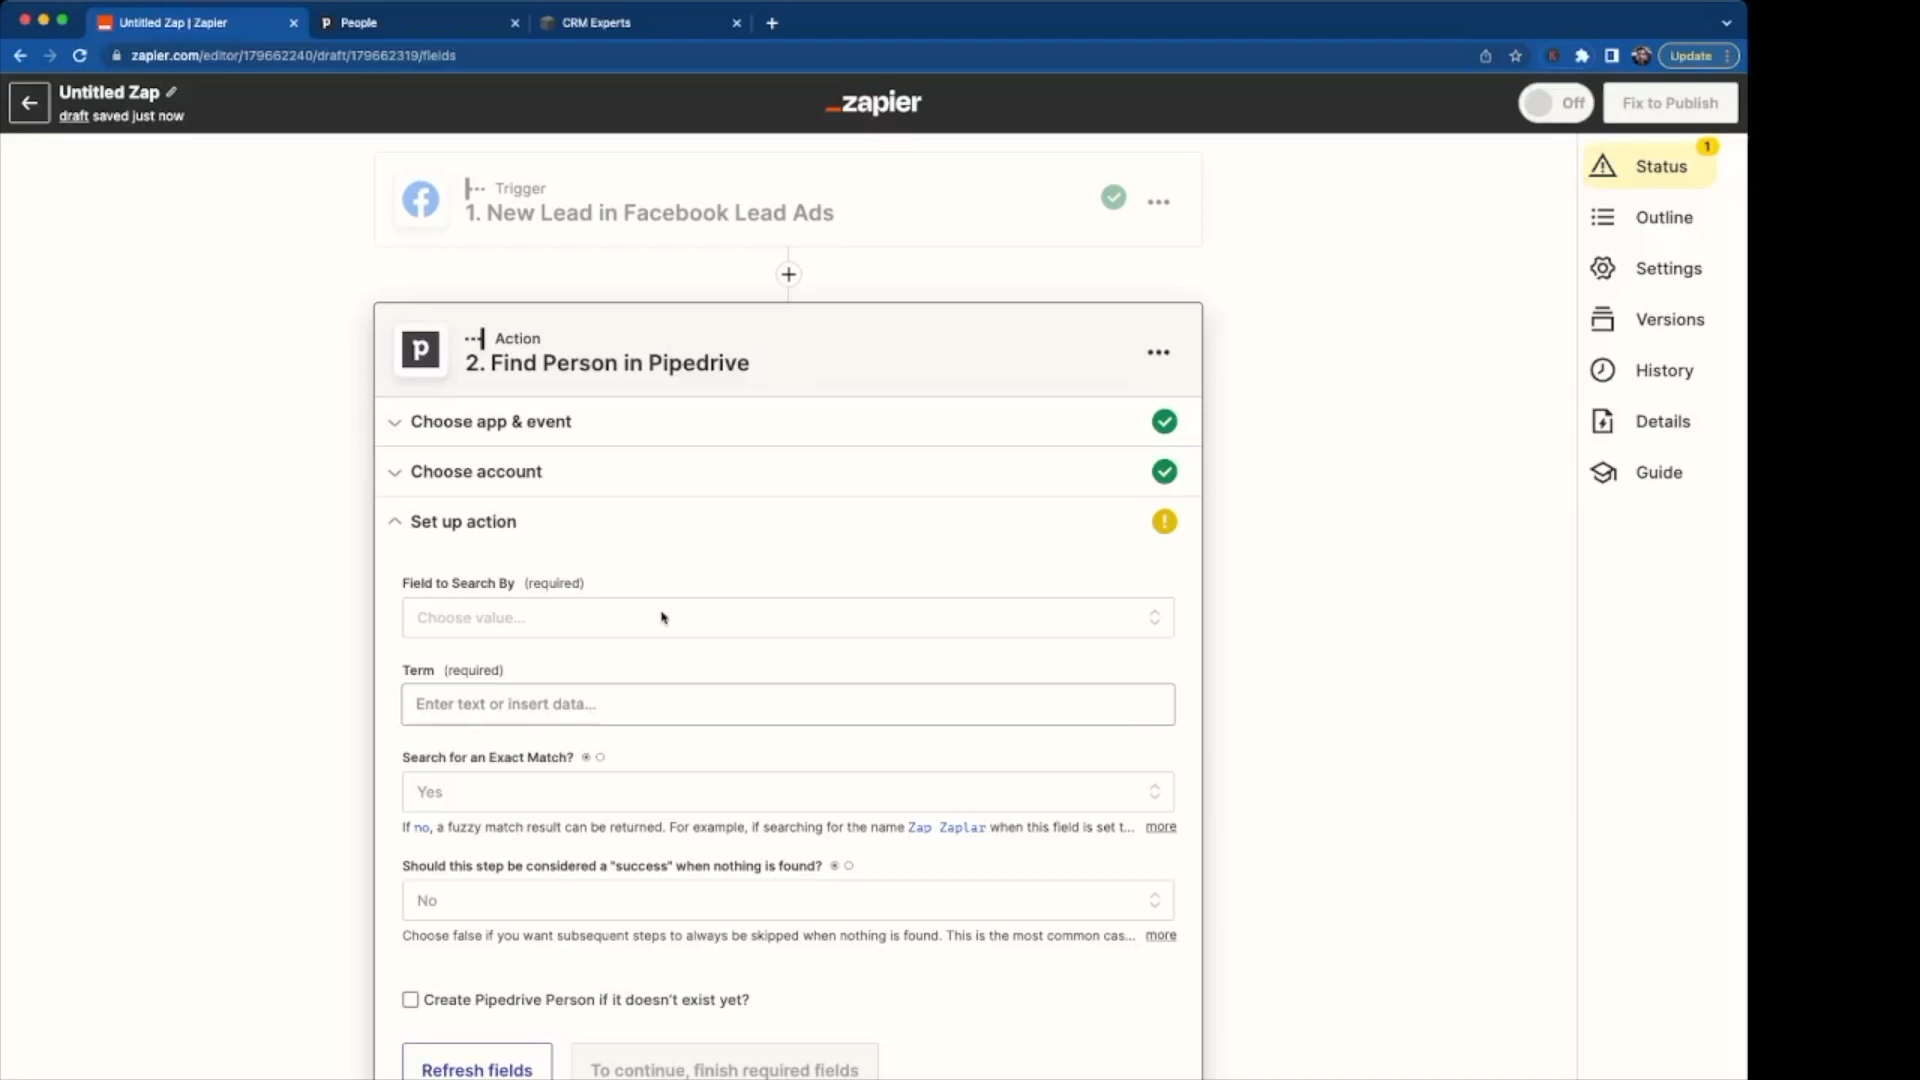 Untitled Zap | Zapier
People
CRM Experts
zapier.com/editor/179662240/draft/179662319/fields
Update
Untitled Zap
draft saved just now
_zapier
Off
Fix to Publish
Trigger
1. New Lead in Facebook Lead Ads
Action
2. Find Person in Pipedrive
Choose app & event
Choose account
Set up action
Field to Search By (required)
Choose value...
Term (required)
Enter text or insert data...
Search for an Exact Match?
Yes
If no, a fuzzy match result can be returned. For example, if searching for the name Zap Zaplar when this field is set t... more
Should this step be considered a "success" when nothing is found?
No
Choose false if you want subsequent steps to always be skipped when nothing is found. This is the most common cas... more
Create Pipedrive Person if it doesn't exist yet?
Refresh fields
To continue, finish required fields
1
Status
Outline
Settings
Versions
History
Details
Guide